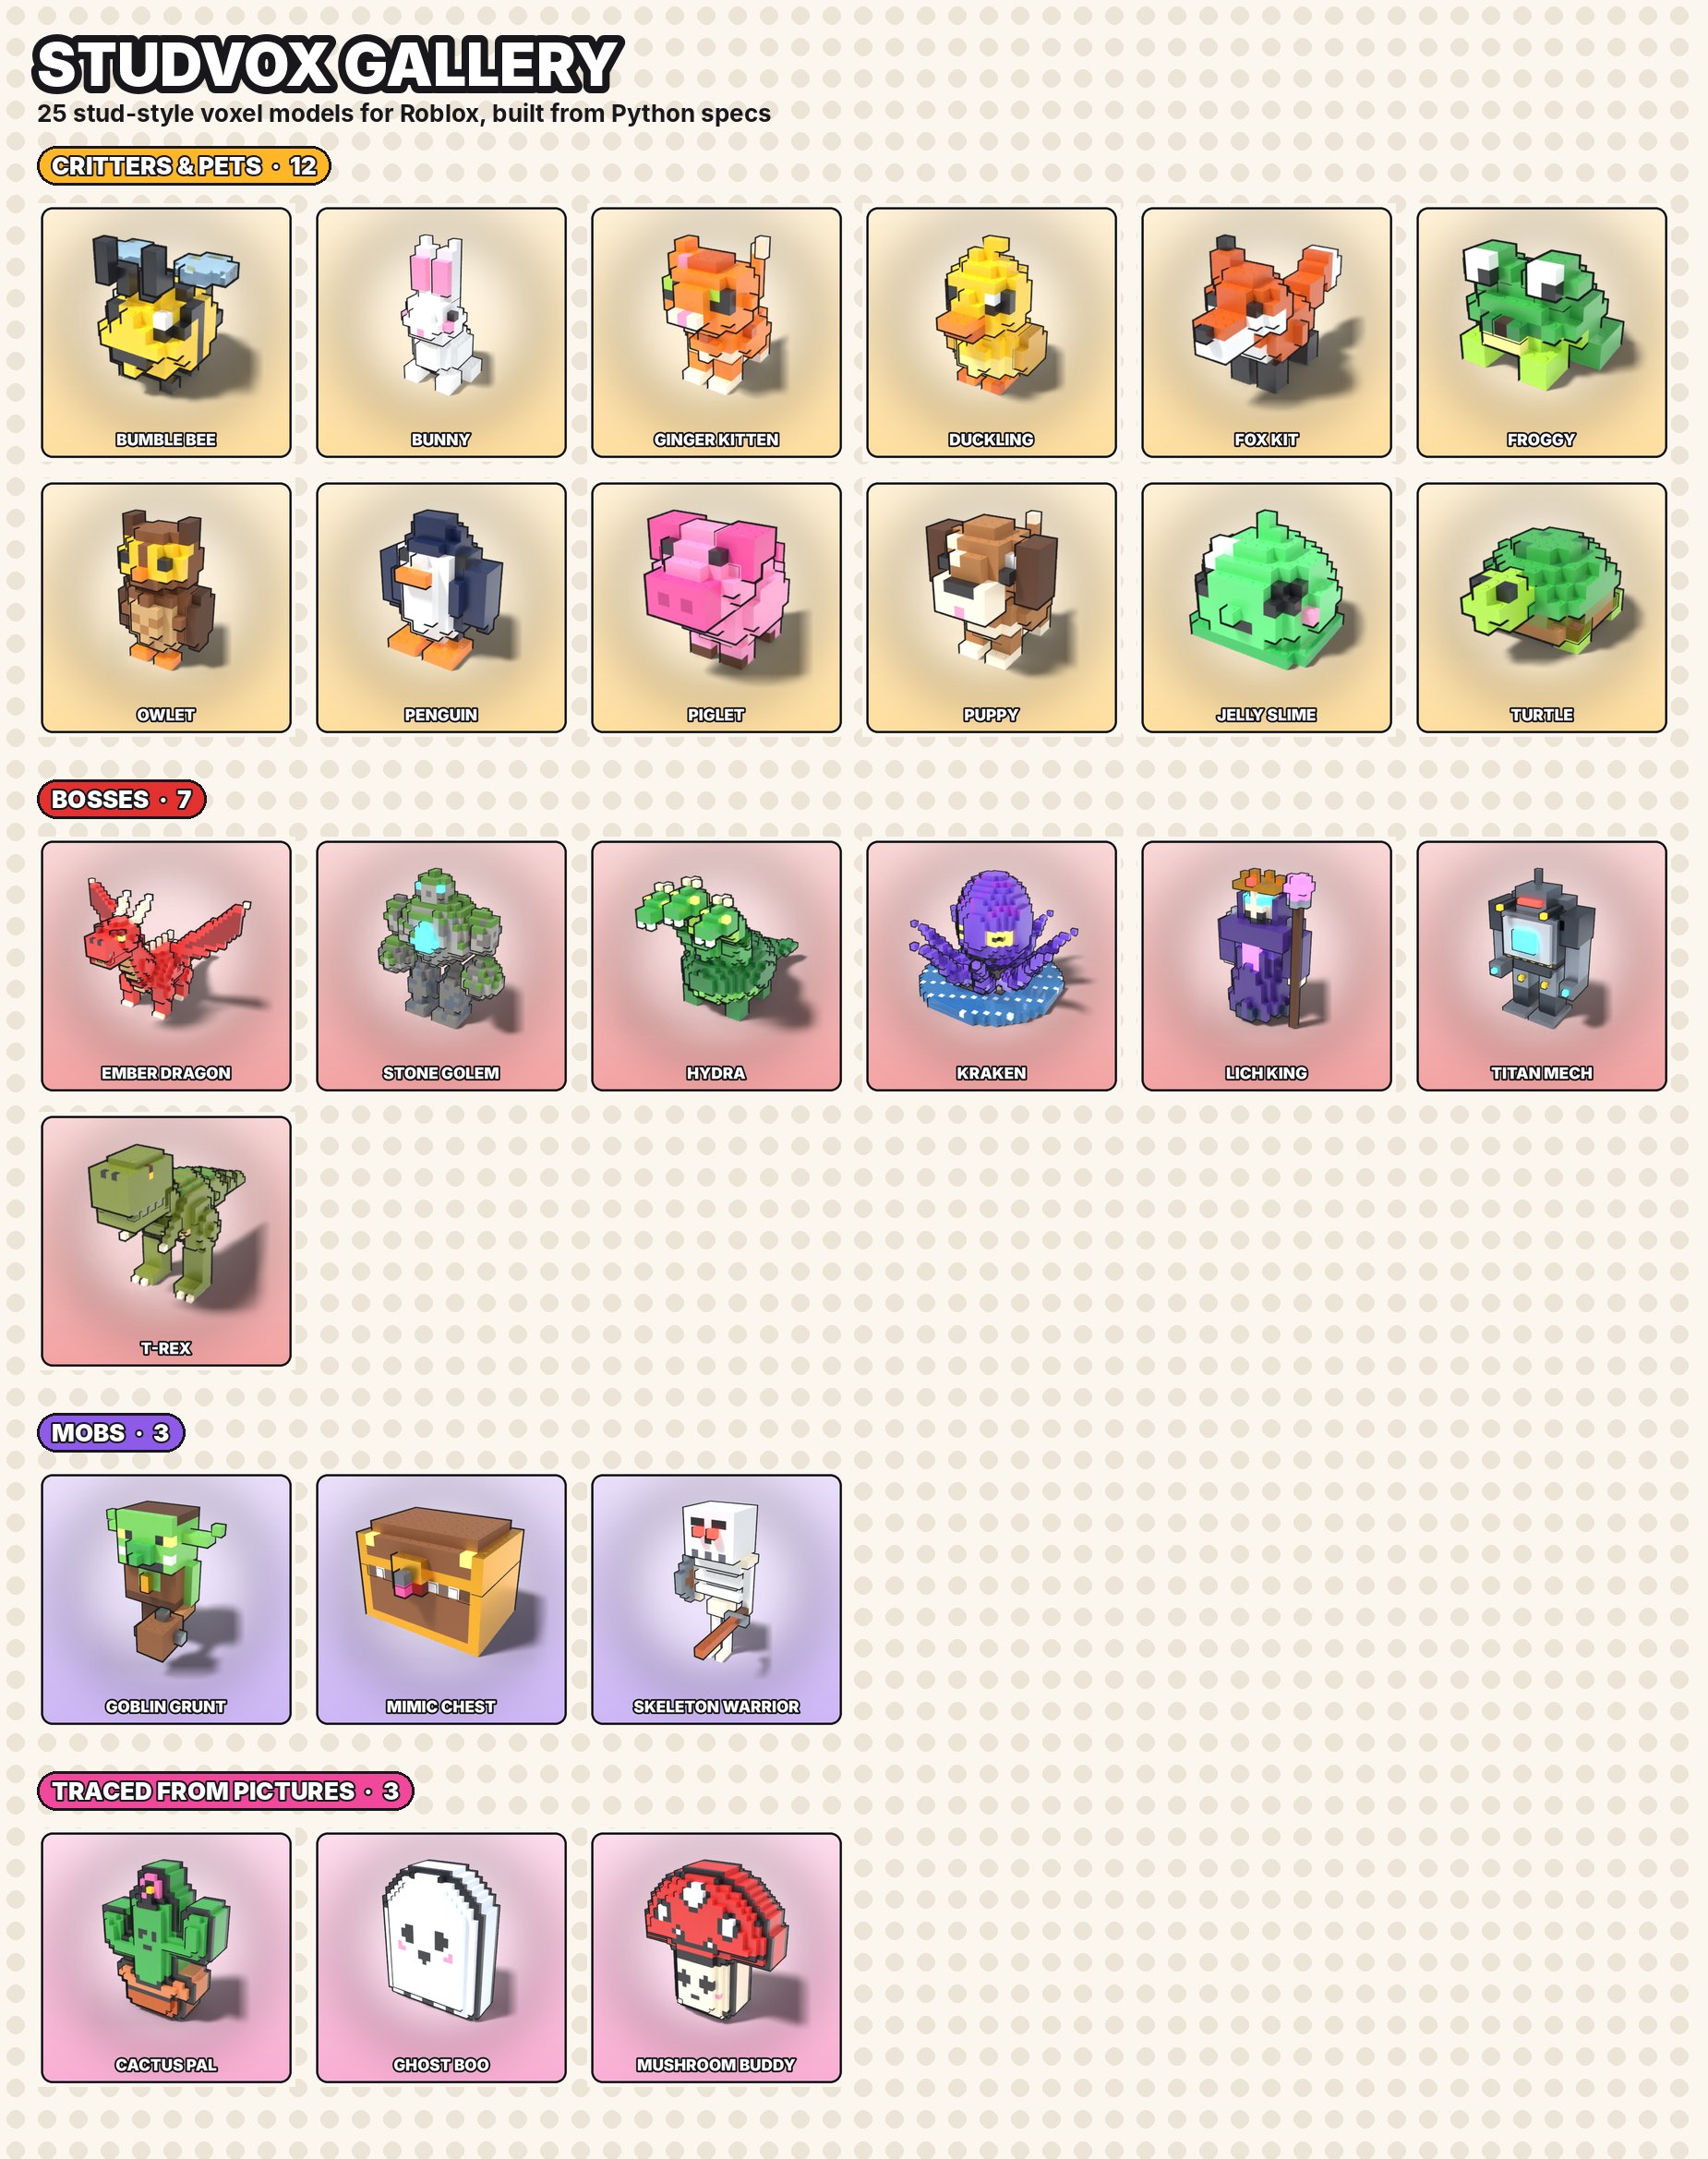 STUDVOX GALLERY
25 stud-style voxel models for Roblox, built from Python specs
CRITTERS & PETS · 12
BUMBLE BEE
BUNNY
GINGER KITTEN
DUCKLING
FOX KIT
FROGGY
OWLET
PENGUIN
PIGLET
PUPPY
JELLY SLIME
TURTLE
BOSSES · 7
EMBER DRAGON
STONE GOLEM
HYDRA
KRAKEN
LICH KING
TITAN MECH
T-REX
MOBS · 3
GOBLIN GRUNT
MIMIC CHEST
SKELETON WARRIOR
TRACED FROM PICTURES · 3
CACTUS PAL
GHOST BOO
MUSHROOM BUDDY